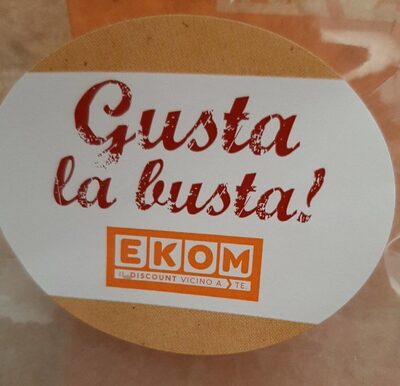 Gusta
la busta!
EKOM
IL DISCOUNT VICINO A TE.